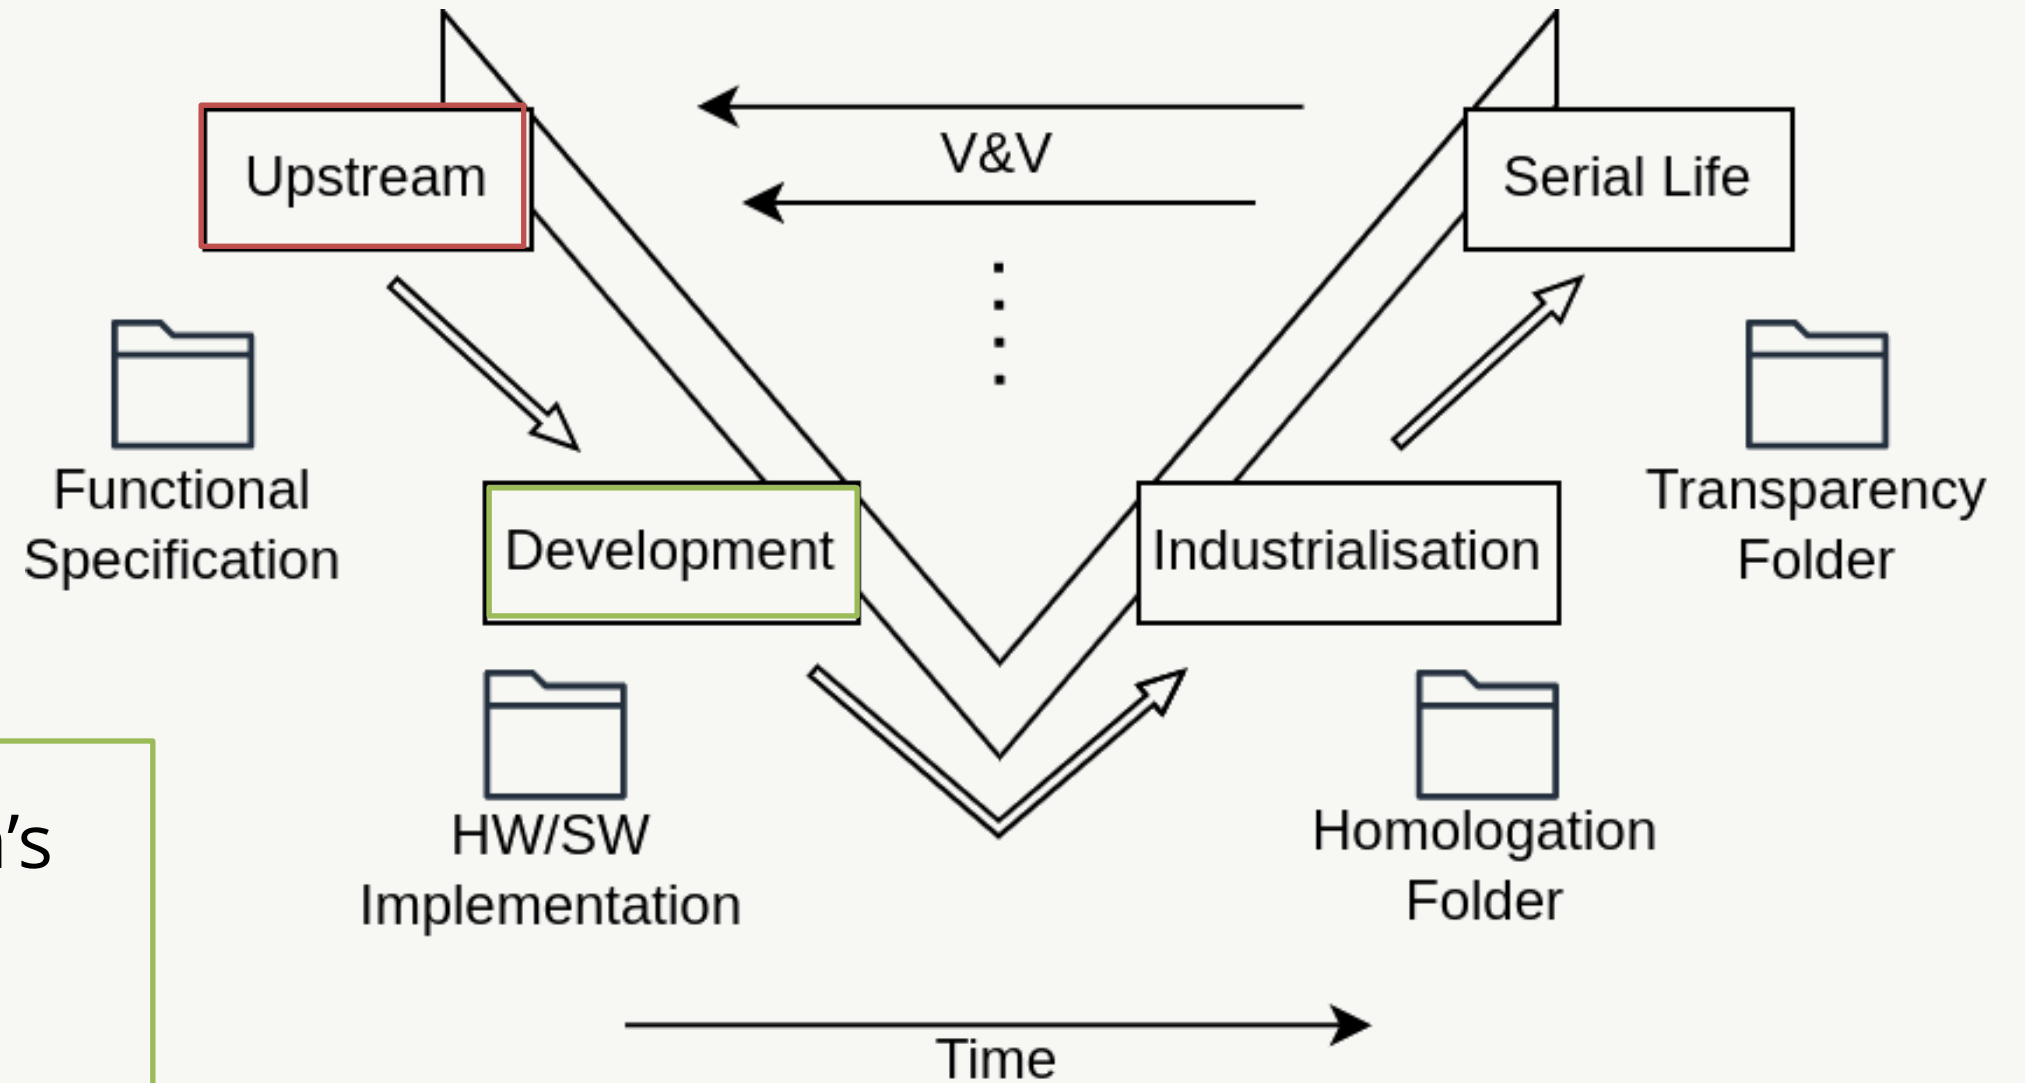 V&V
Upstream
Serial Life
Functional
Specification
Transparency
Folder
Development
Industrialisation
HW/SW
Implementation
Homologation
Folder
’s
Time